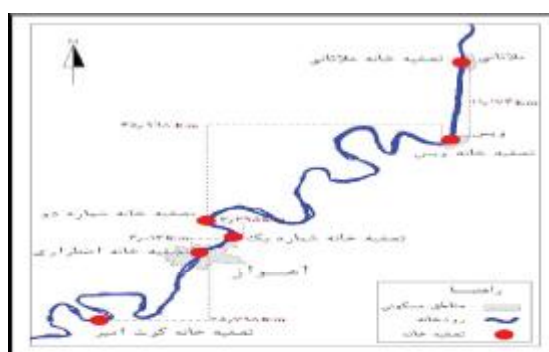 N
ملاثانی
تصفیه خانه ملاثانی
ویس
تصفیه خانه ویس
تصفیه خانه شماره دو
تصفیه خانه شماره یک
تصفیه خانه اضطراری
اهواز
تصفیه خانه کوت امیر
راهنما
مناطق مسکونی
رودخانه
تصفیه خانه